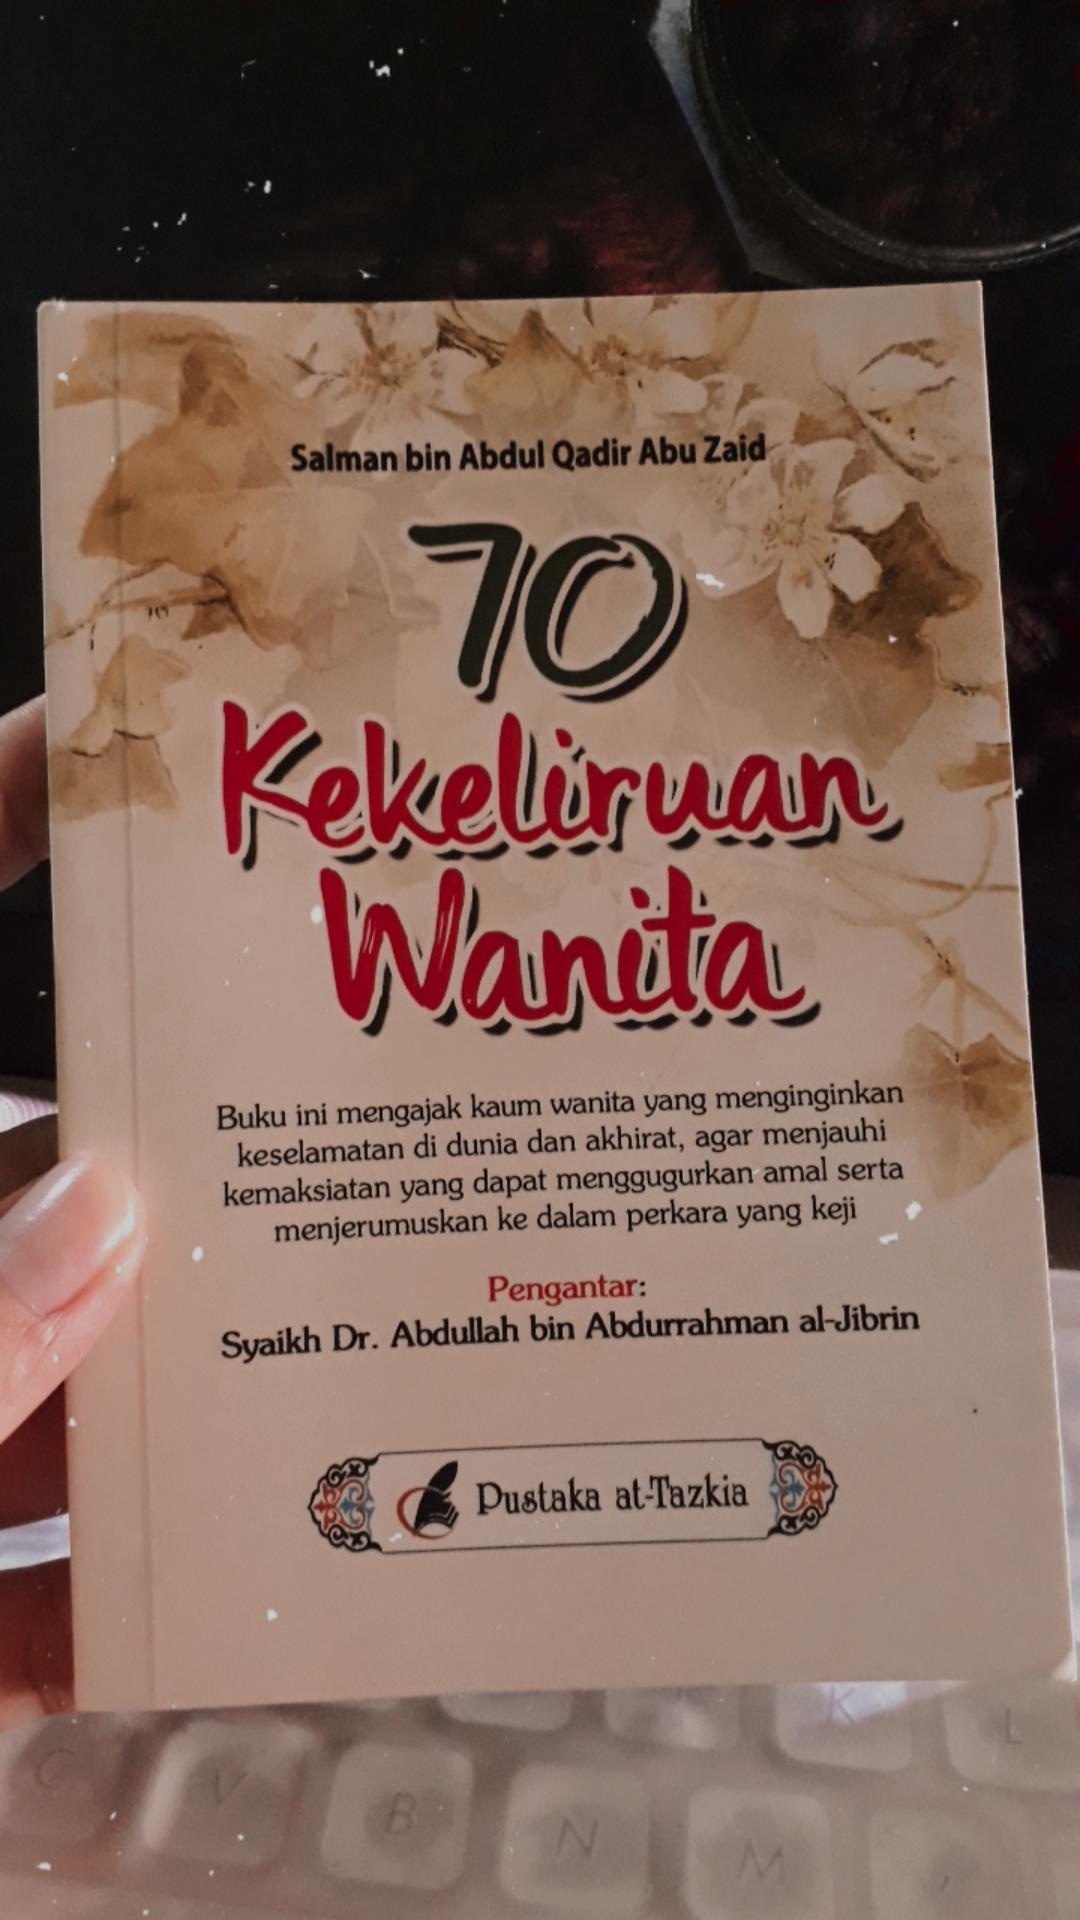 Salman bin Abdul Qadir Abu Zaid
70
Kekeliruan
Wanita
Buku ini mengajak kaum wanita yang menginginkan
keselamatan di dunia dan akhirat, agar menjauhi
kemaksiatan yang dapat menggugurkan amal serta
menjerumuskan ke dalam perkara yang keji
Pengantar:
Syaikh Dr. Abdullah bin Abdurrahman al-Jibrin
Pustaka at-Tazkia
K L
C V B N M ,